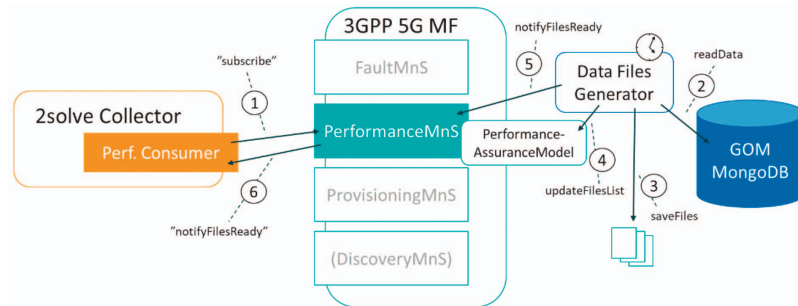 3GPP 5G MF
notifyFilesReady
readData
"subscribe"
5
FaultMnS
Data Files
Generator
2
1
2solve Collector
PerformanceMnS
Performance-
AssuranceModel
Perf. Consumer
GOM
MongoDB
4
6
ProvisioningMnS
updateFilesList
3
saveFiles
"notifyFilesReady"
(DiscoveryMnS)